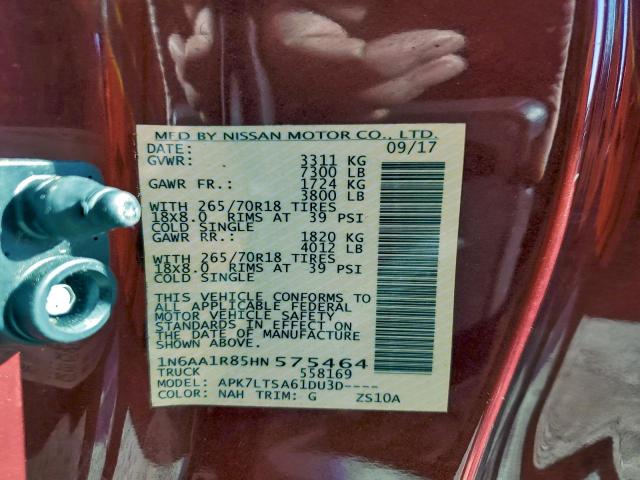 MFD BY NISSAN MOTOR CO., LTD.
DATE: 09/17
GVWR: 3311 KG
7300 LB
GAWR FR.: 1724 KG
3800 LB
WITH 265/70R18 TIRES
18X8.0 RIMS AT 39 PSI
COLD SINGLE
GAWR RR.: 1820 KG
4012 LB
WITH 265/70R18 TIRES
18X8.0 RIMS AT 39 PSI
COLD SINGLE
THIS VEHICLE CONFORMS TO
ALL APPLICABLE FEDERAL
MOTOR VEHICLE SAFETY
STANDARDS IN EFFECT ON
THE DATE OF MANUFACTURE
SHOWN ABOVE.
1N6AA1R85HN575464
TRUCK 558169
MODEL: APK7LTSA61DU3D----
COLOR: NAH TRIM: G ZS10A